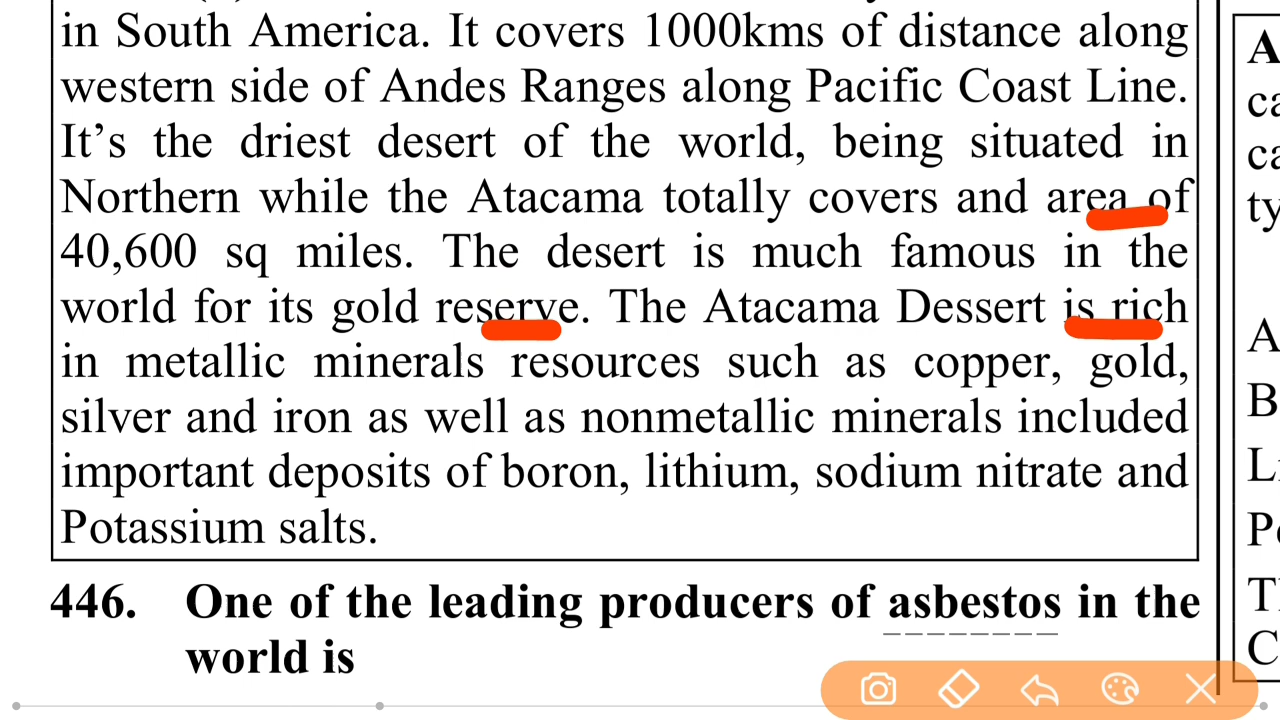 in South America. It covers 1000kms of distance along
western side of Andes Ranges along Pacific Coast Line.
It's the driest desert of the world, being situated in
Northern while the Atacama totally covers and area of
40,600 sq miles. The desert is much famous in the
world for its gold reserve. The Atacama Dessert is rich
in metallic minerals resources such as copper, gold,
silver and iron as well as nonmetallic minerals included
important deposits of boron, lithium, sodium nitrate and
Potassium salts.
446. One of the leading producers of asbestos in the
world is
A
ca
ca
ty
A
B
L
P
T
C